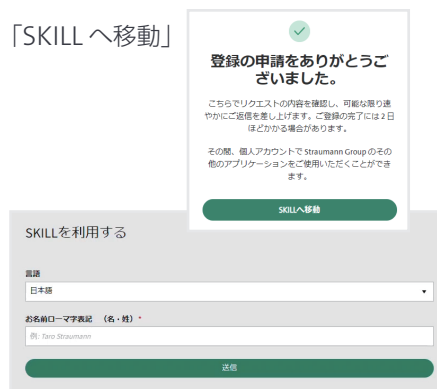 「SKILL へ移動」
登録の申請をありがとうご
ざいました。
こちらでリクエストの内容を確認し、可能な限り速
やかにご返信を差し上げます。ご登録の完了には2日
ほどかかる場合があります。
その間、個人アカウントで Straumann Group のその
他のアプリケーションをご使用いただくことができ
ます。
SKILLへ移動
SKILLを利用する
言語
日本語
お名前ローマ字表記 （名・姓）*
例: Taro Straumann
送信